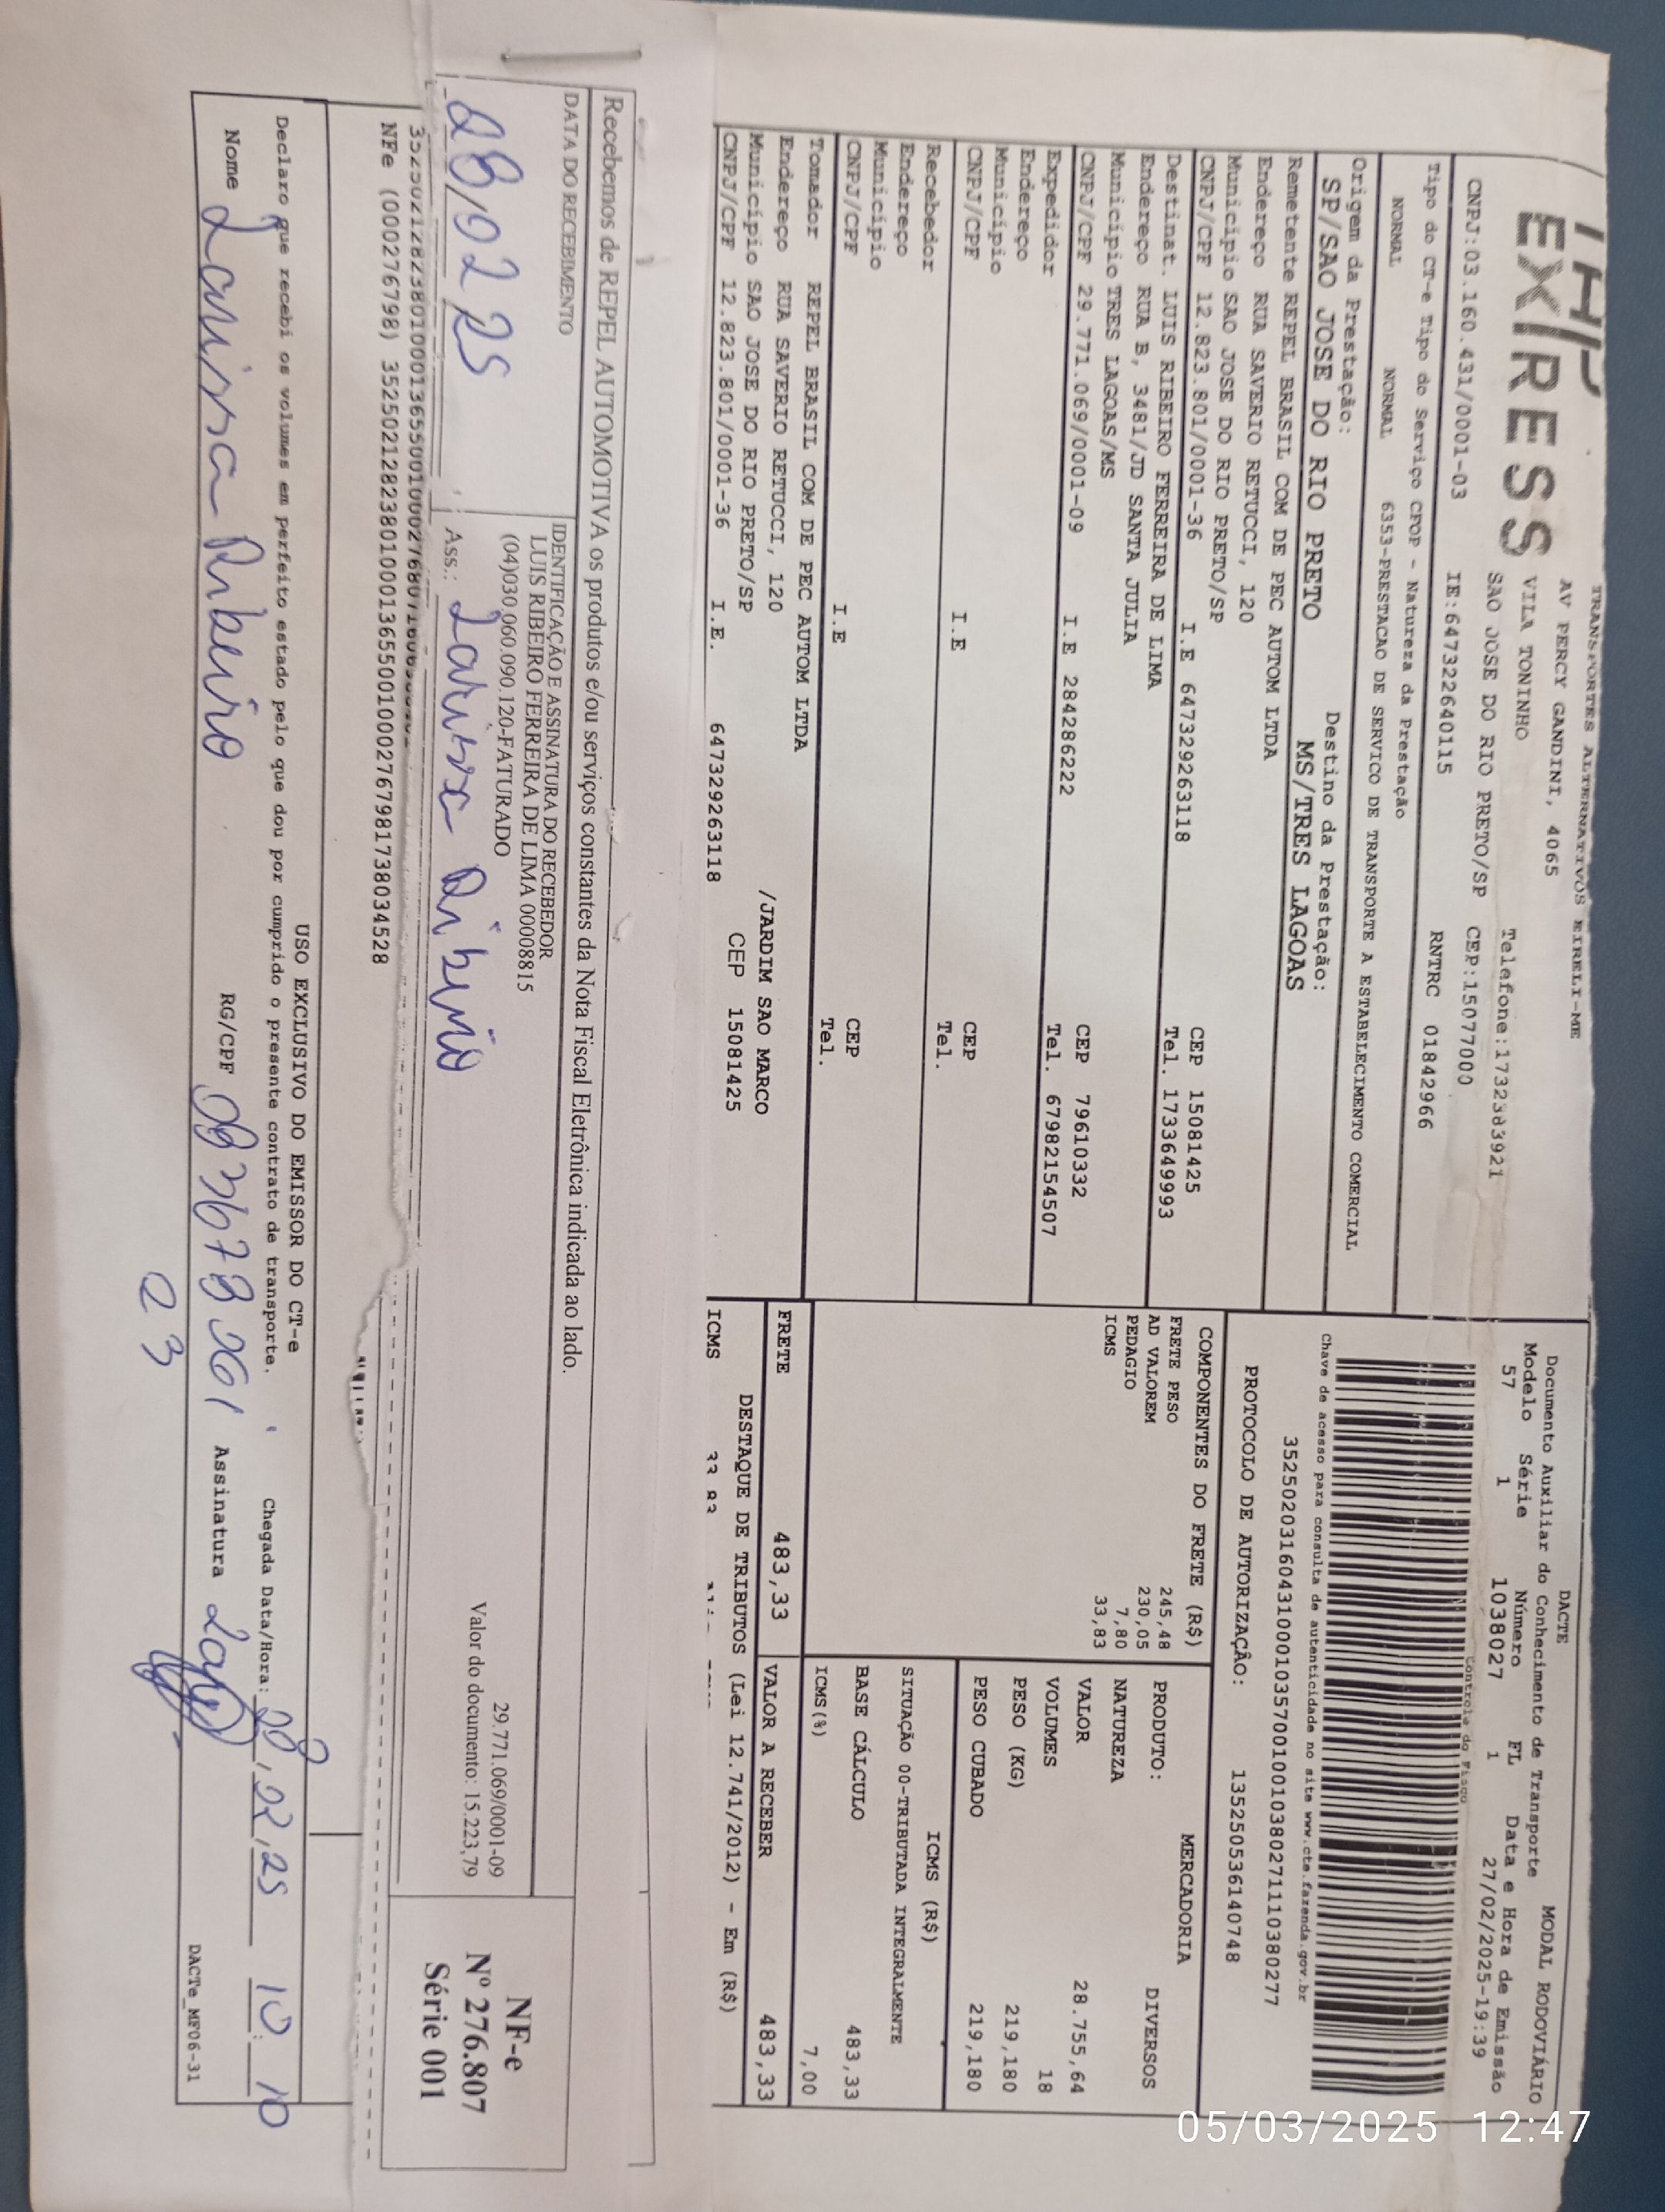 THP
EXPRESS
TRANSPORTES ALTERNATIVOS EIRELI-ME
AV PERCY GANDINI, 4065
VILA TONINHO Telefone:1732383921
SAO JOSE DO RIO PRETO/SP CEP:15077000
CNPJ:03.160.431/0001-03 IE:647322640115 RNTRC 01842966
Tipo do CT-e Tipo do Serviço CFOP - Natureza da Prestação
NORMAL NORMAL 6353-PRESTACAO DE SERVICO DE TRANSPORTE A ESTABELECIMENTO COMERCIAL
Origem da Prestação: Destino da Prestação:
SP/SAO JOSE DO RIO PRETO MS/TRES LAGOAS
Remetente REPEL BRASIL COM DE PEC AUTOM LTDA
Endereço RUA SAVERIO RETUCCI, 120
Município SAO JOSE DO RIO PRETO/SP CEP 15081425
CNPJ/CPF 12.823.801/0001-36 I.E 647329263118 Tel. 1733649993
Destinat. LUIS RIBEIRO FERREIRA DE LIMA
Endereço RUA B, 3481/JD SANTA JULIA
Município TRES LAGOAS/MS CEP 79610332
CNPJ/CPF 29.771.069/0001-09 I.E 284286222 Tel. 67982154507
Expedidor
Endereço
Município CEP
CNPJ/CPF I.E Tel.
Recebedor
Endereço
Município CEP
CNPJ/CPF I.E Tel.
Tomador REPEL BRASIL COM DE PEC AUTOM LTDA
Endereço RUA SAVERIO RETUCCI, 120 /JARDIM SAO MARCO
Município SAO JOSE DO RIO PRETO/SP CEP 15081425
CNPJ/CPF 12.823.801/0001-36 I.E. 647329263118
DACTE MODAL RODOVIÁRIO
Documento Auxiliar do Conhecimento de Transporte
Modelo Série Número FL Data e Hora de Emissão
57 1 1038027 1 27/02/2025-19:39
Controle do Fisco
Chave de acesso para consulta de autenticidade no site www.cte.fazenda.gov.br
35250203160431000103570010010380271110380277
PROTOCOLO DE AUTORIZAÇÃO: 135250536140748
COMPONENTES DO FRETE (R$)
FRETE PESO 245,48
AD VALOREM 230,05
PEDAGIO 7,80
ICMS 33,83
MERCADORIA
PRODUTO: DIVERSOS
NATUREZA
VALOR 28.755,64
VOLUMES 18
PESO (KG) 219,180
PESO CUBADO 219,180
ICMS (R$)
SITUAÇÃO 00-TRIBUTADA INTEGRALMENTE
BASE CÁLCULO 483,33
ICMS(%) 7,00
FRETE 483,33 VALOR A RECEBER 483,33
DESTAQUE DE TRIBUTOS (Lei 12.741/2012) - Em (R$)
ICMS 33,83
Recebemos de REPEL AUTOMOTIVA os produtos e/ou serviços constantes da Nota Fiscal Eletrônica indicada ao lado.
DATA DO RECEBIMENTO
28/02 25
IDENTIFICAÇÃO E ASSINATURA DO RECEBEDOR
LUIS RIBEIRO FERREIRA DE LIMA 00008815 29.771.069/0001-09
(04)030.060.090.120-FATURADO Valor do documento: 15.223,79
Ass.: Larissa Ribeiro
NF-e
Nº 276.807
Série 001
NFe (000276798) 35250212823801000136550010002767981738034528
USO EXCLUSIVO DO EMISSOR DO CT-e
Declaro que recebi os volumes em perfeito estado pelo que dou por cumprido o presente contrato de transporte. Chegada Data/Hora: 28,02,25 10:10
Nome Larissa Ribeiro RG/CPF Assinatura
23
DACTe_MF06-31
05/03/2025 12:47